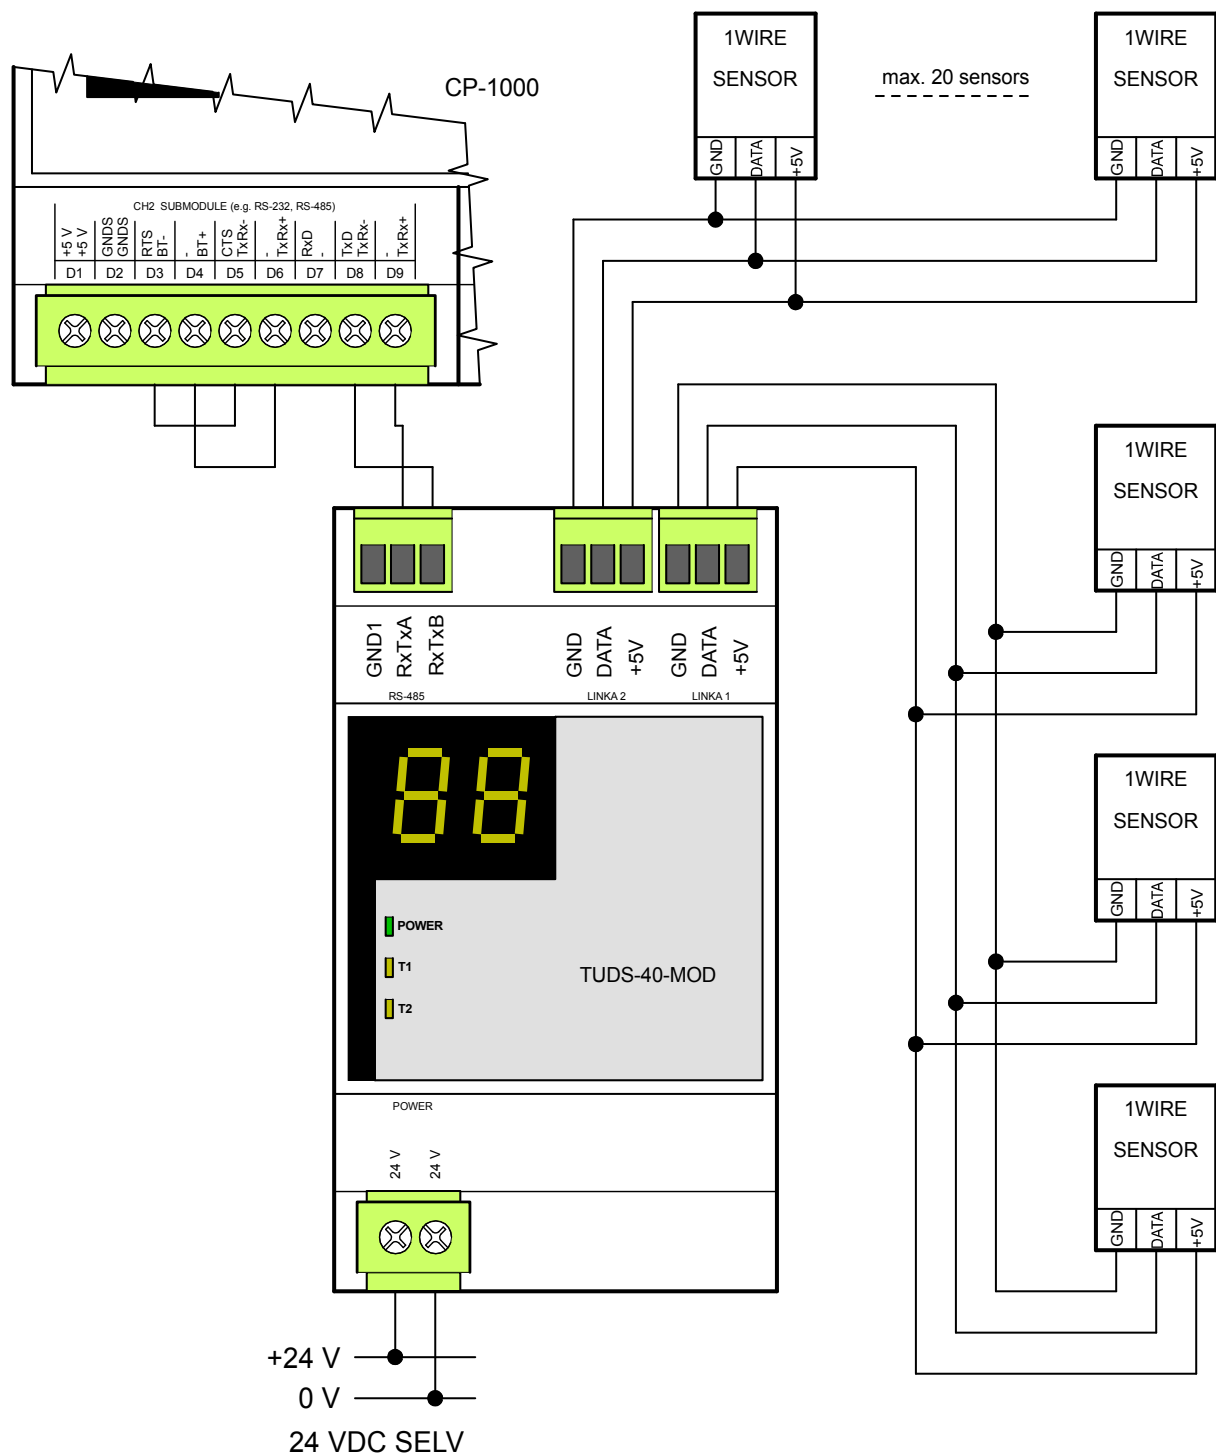 1WIRE
SENSOR
max. 20 sensors
1WIRE
SENSOR
CP-1000
GND
DATA
+5V
GND
DATA
+5V
CH2 SUBMODULE (e.g. RS-232, RS-485)
+5 V
+5 V
GNDS
GNDS
RTS
BT-
-
BT+
CTS
TxRx-
-
TxRx+
RxD
-
TxD
TxRx-
-
TxRx+
D1 D2 D3 D4 D5 D6 D7 D8 D9
1WIRE
SENSOR
GND
DATA
+5V
GND1
RxTxA
RxTxB
GND
DATA
+5V
GND
DATA
+5V
RS-485
LINKA 2
LINKA 1
88
1WIRE
SENSOR
GND
DATA
+5V
POWER
T1
T2
TUDS-40-MOD
1WIRE
SENSOR
GND
DATA
+5V
POWER
24 V
24 V
+24 V
0 V
24 VDC SELV